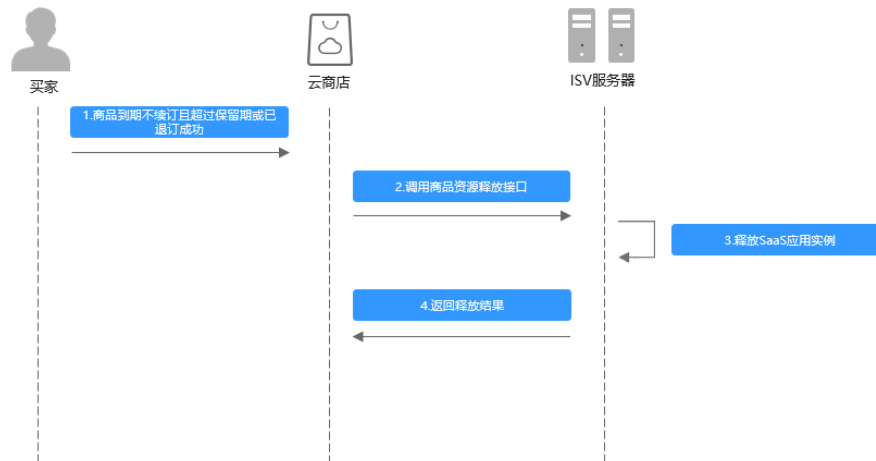 买家
云商店
ISV服务器
1.商品到期不续订且超过保留期或已
退订成功
2.调用商品资源释放接口
3.释放SaaS应用实例
4.返回释放结果